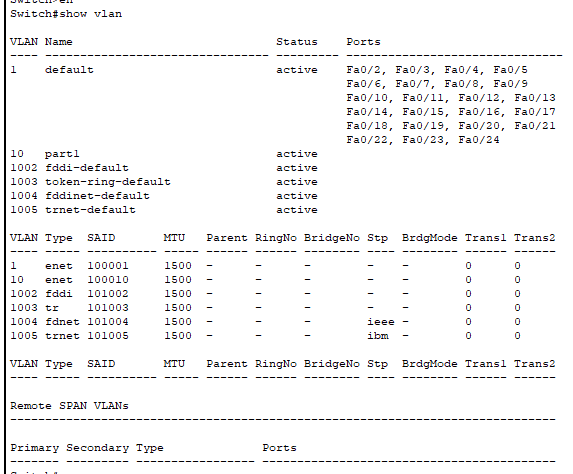 Switch>en
Switch#show vlan
VLAN Name                             Status    Ports
---- -------------------------------- --------- -------------------------------
1    default                          active    Fa0/2, Fa0/3, Fa0/4, Fa0/5
                                                Fa0/6, Fa0/7, Fa0/8, Fa0/9
                                                Fa0/10, Fa0/11, Fa0/12, Fa0/13
                                                Fa0/14, Fa0/15, Fa0/16, Fa0/17
                                                Fa0/18, Fa0/19, Fa0/20, Fa0/21
                                                Fa0/22, Fa0/23, Fa0/24
10   part1                            active
1002 fddi-default                     active
1003 token-ring-default               active
1004 fddinet-default                  active
1005 trnet-default                    active
VLAN Type  SAID       MTU   Parent RingNo BridgeNo Stp  BrdgMode Trans1 Trans2
---- ----- ---------- ----- ------ ------ -------- ---- -------- ------ ------
1    enet  100001     1500  -      -      -        -    -        0      0
10   enet  100010     1500  -      -      -        -    -        0      0
1002 fddi  101002     1500  -      -      -        -    -        0      0
1003 tr    101003     1500  -      -      -        -    -        0      0
1004 fdnet 101004     1500  -      -      -        ieee -        0      0
1005 trnet 101005     1500  -      -      -        ibm  -        0      0
VLAN Type  SAID       MTU   Parent RingNo BridgeNo Stp  BrdgMode Trans1 Trans2
---- ----- ---------- ----- ------ ------ -------- ---- -------- ------ ------
Remote SPAN VLANs
------------------------------------------------------------------------------
Primary Secondary Type              Ports
------- --------- ----------------- ------------------------------------------
Switch#